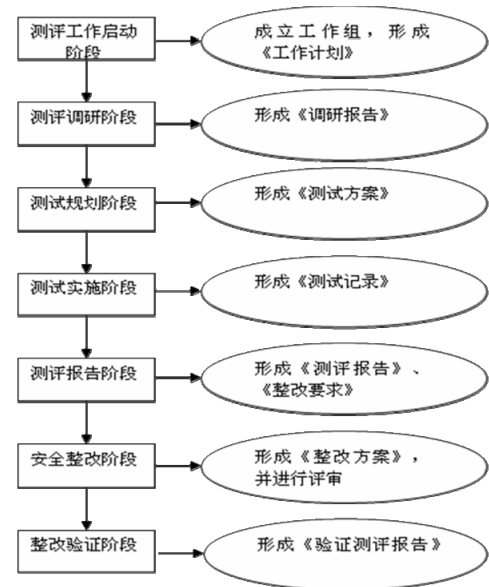 测评工作启动
阶段
成立工作组，形成
《工作计划》
测评调研阶段
形成《调研报告》
测试规划阶段
形成《测试方案》
测试实施阶段
形成《测试记录》
测评报告阶段
形成《测评报告》、
《整改要求》
安全整改阶段
形成《整改方案》，
并进行评审
整改验证阶段
形成《验证测评报告》